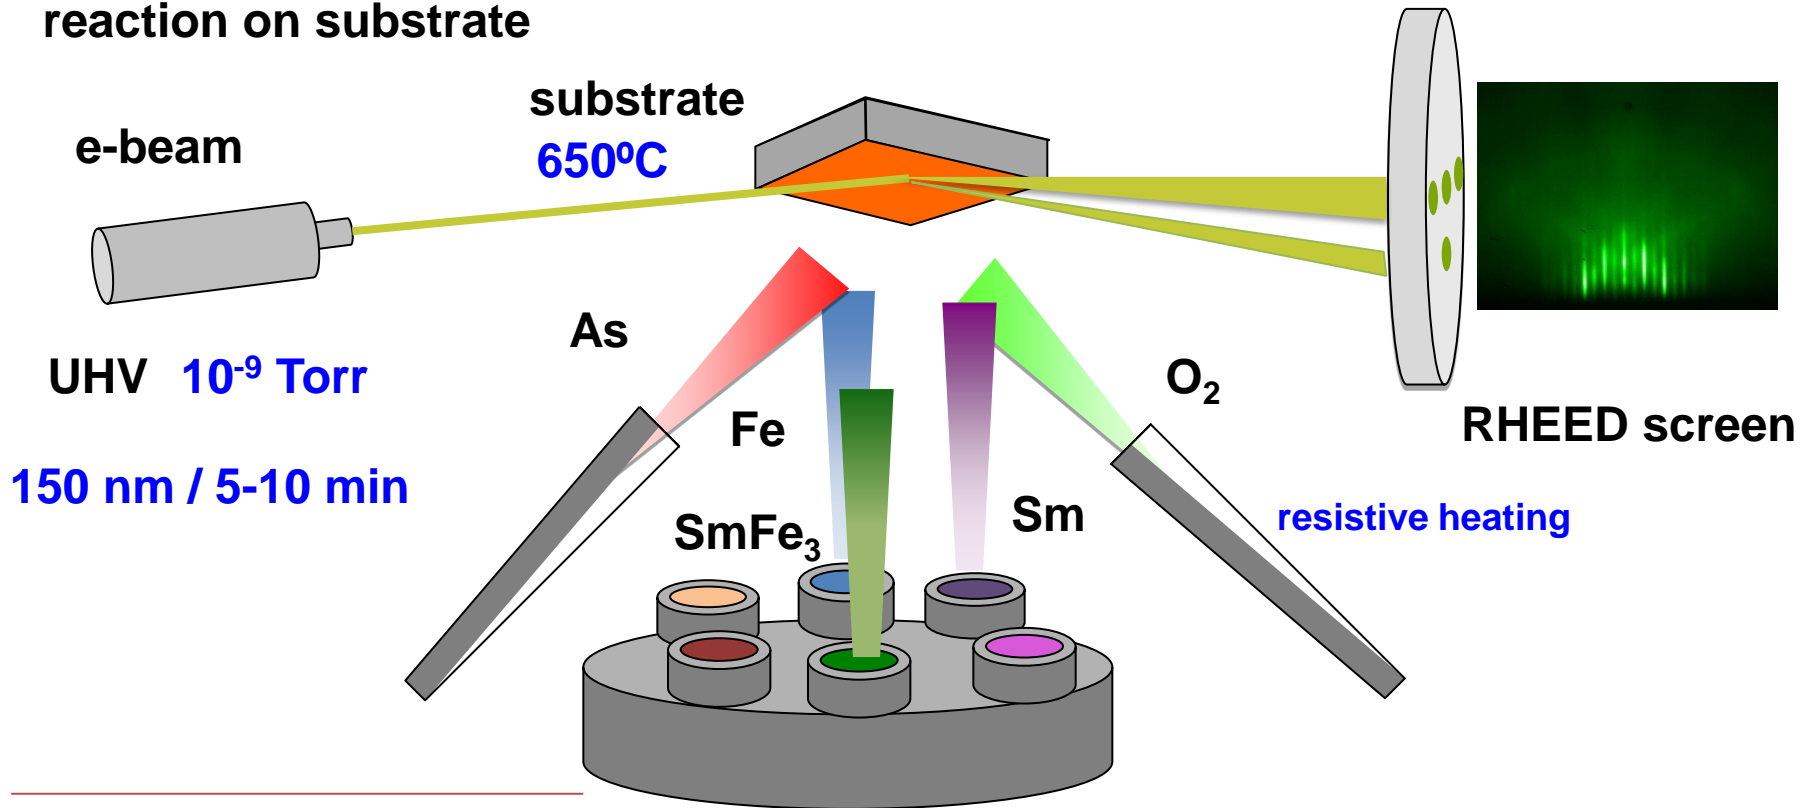 reaction on substrate
substrate
650ºC
e-beam
As
UHV 10⁻⁹ Torr
O₂
Fe
RHEED screen
150 nm / 5-10 min
Sm
resistive heating
SmFe₃